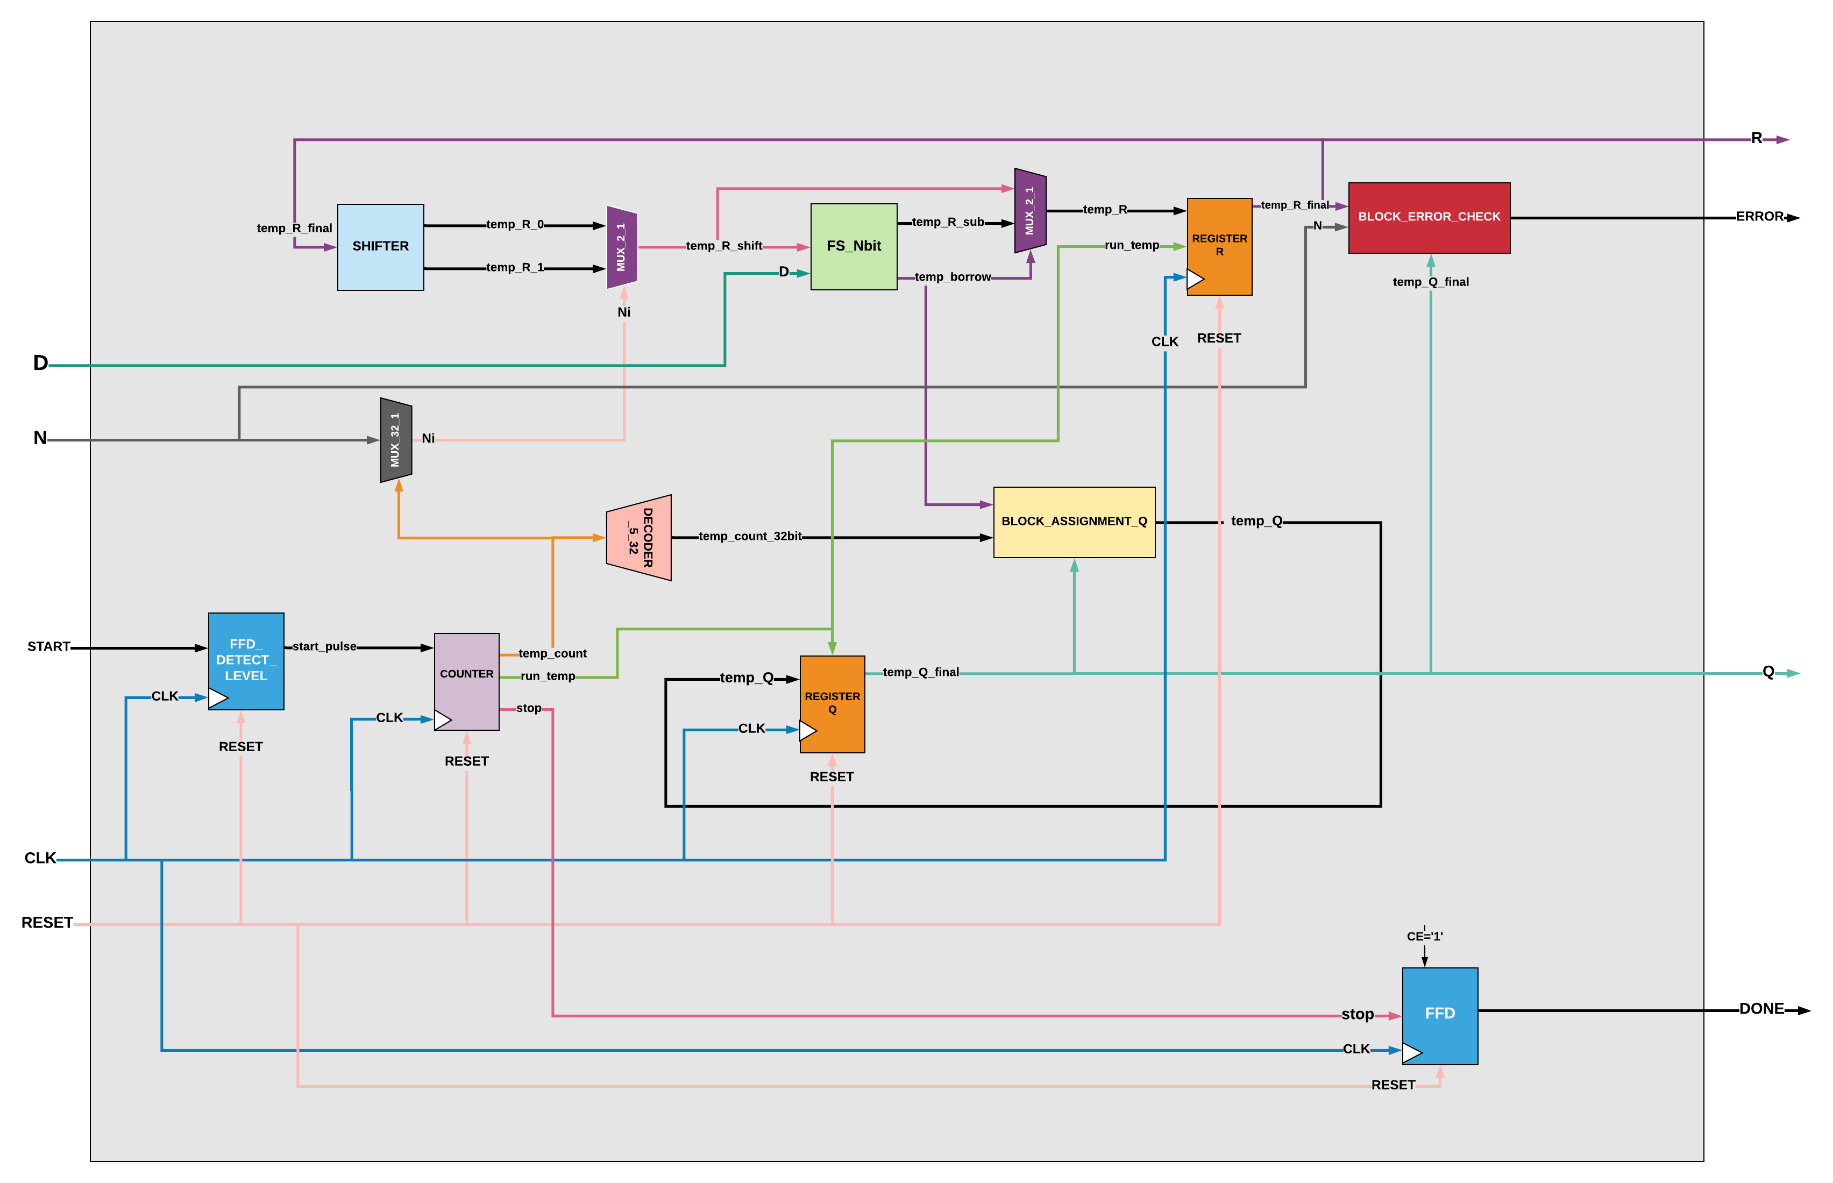 R
temp_R_final
SHIFTER
temp_R_0
temp_R_1
MUX_2_1
Ni
temp_R_shift
D
FS_Nbit
temp_R_sub
temp_borrow
MUX_2_1
temp_R
run_temp
REGISTER
R
CLK
RESET
temp_R_final
N
BLOCK_ERROR_CHECK
ERROR
temp_Q_final
D
N
MUX_32_1
Ni
DECODER
_5_32
temp_count_32bit
BLOCK_ASSIGNMENT_Q
temp_Q
START
FFD_
DETECT_
LEVEL
start_pulse
CLK
RESET
COUNTER
temp_count
run_temp
stop
CLK
RESET
temp_Q
REGISTER
Q
CLK
RESET
temp_Q_final
Q
CLK
RESET
CE='1'
FFD
stop
CLK
RESET
DONE